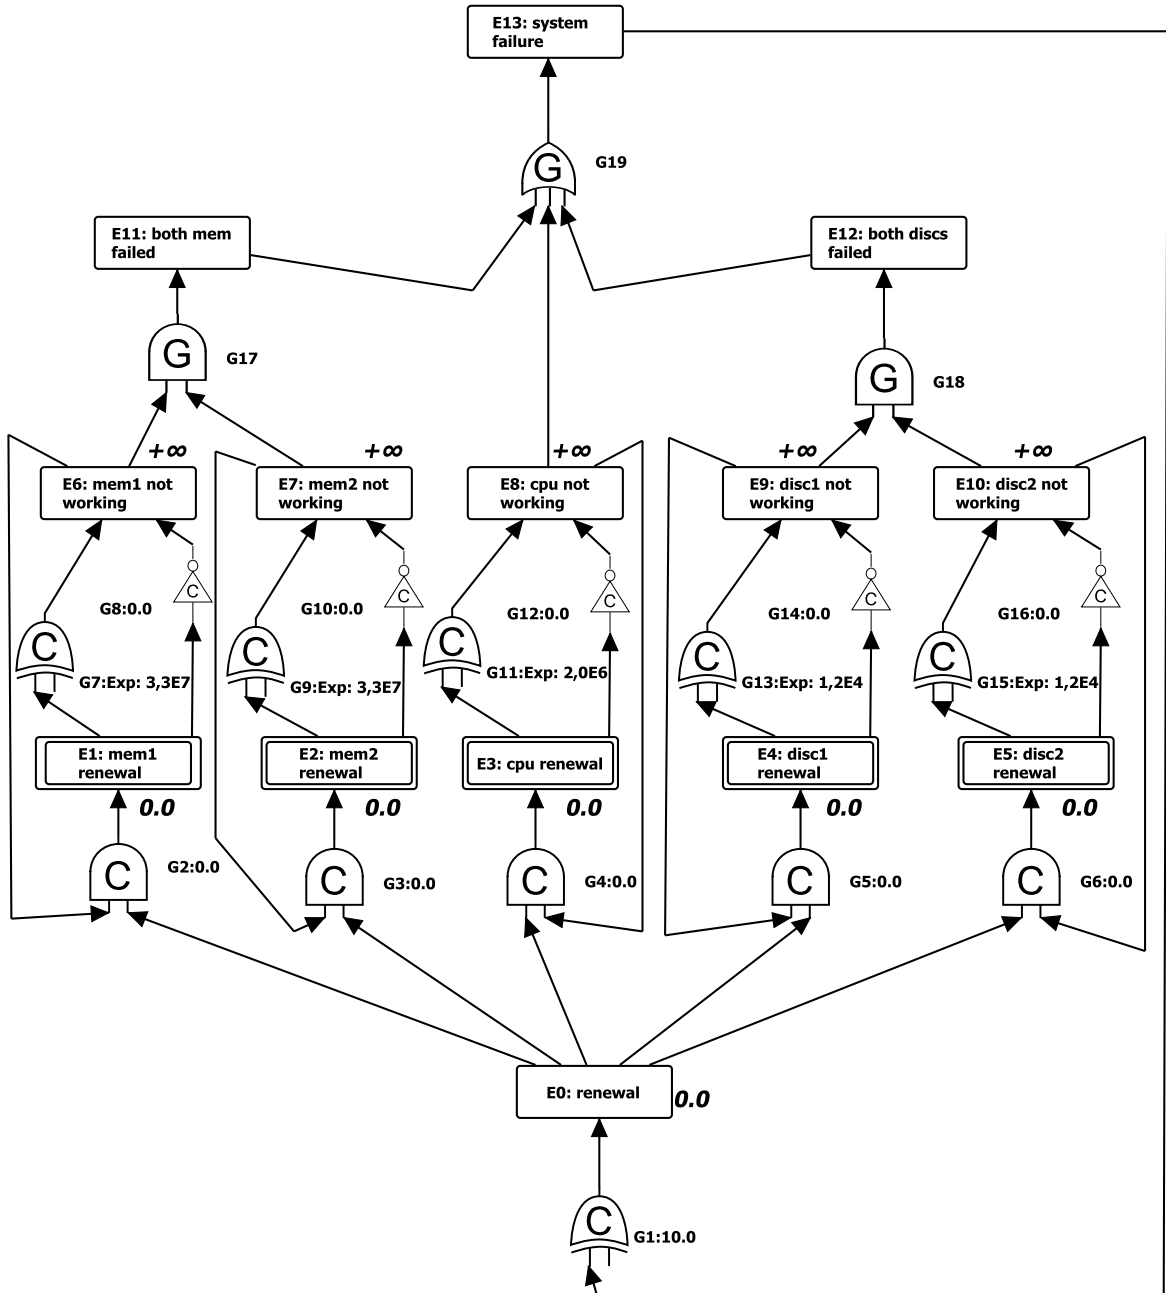 E13: system
failure
G
G19
E11: both mem
failed
E12: both discs
failed
G
G17
G
G18
+∞
+∞
+∞
+∞
+∞
E6: mem1 not
working
E7: mem2 not
working
E8: cpu not
working
E9: disc1 not
working
E10: disc2 not
working
G8:0.0
C
G10:0.0
C
G12:0.0
C
G14:0.0
C
G16:0.0
C
C
G7:Exp: 3,3E7
C
G9:Exp: 3,3E7
C
G11:Exp: 2,0E6
C
G13:Exp: 1,2E4
C
G15:Exp: 1,2E4
E1: mem1
renewal
E2: mem2
renewal
E3: cpu renewal
E4: disc1
renewal
E5: disc2
renewal
0.0
0.0
0.0
0.0
0.0
C
G2:0.0
C
G3:0.0
C
G4:0.0
C
G5:0.0
C
G6:0.0
E0: renewal
0.0
C
G1:10.0